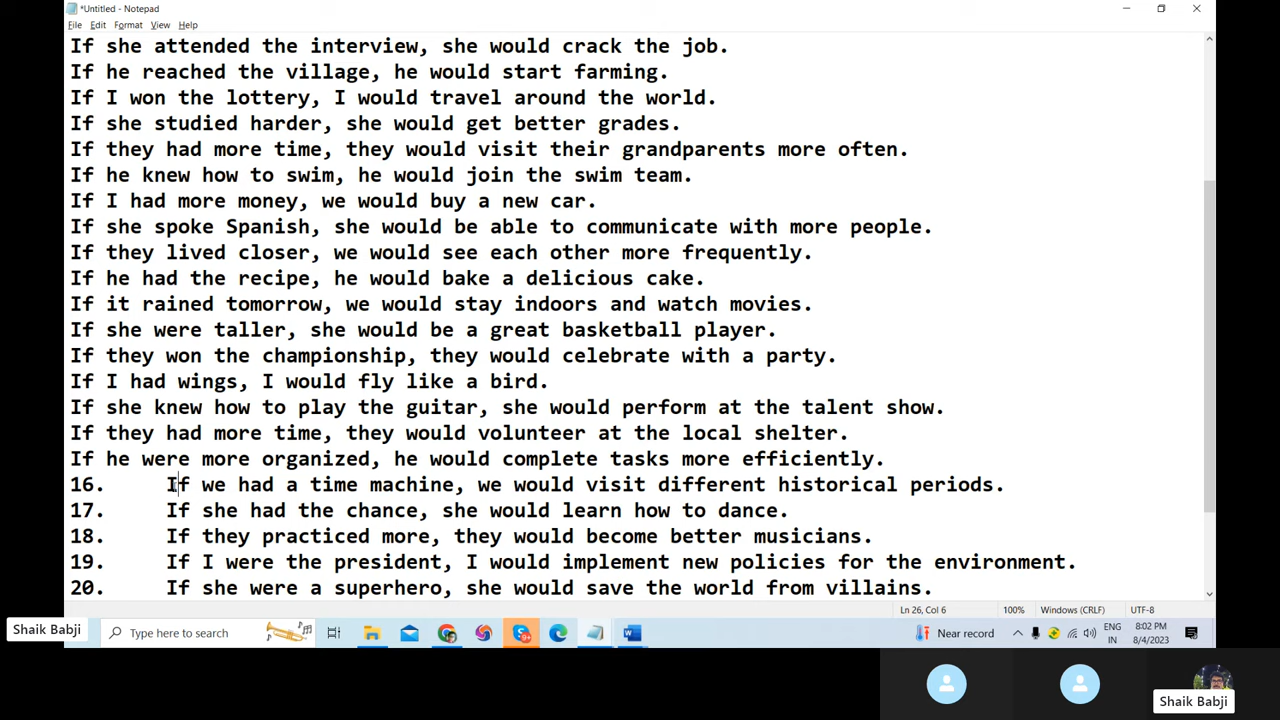 *Untitled - Notepad
File Edit Format View Help
If she attended the interview, she would crack the job.
If he reached the village, he would start farming.
If I won the lottery, I would travel around the world.
If she studied harder, she would get better grades.
If they had more time, they would visit their grandparents more often.
If he knew how to swim, he would join the swim team.
If I had more money, we would buy a new car.
If she spoke Spanish, she would be able to communicate with more people.
If they lived closer, we would see each other more frequently.
If he had the recipe, he would bake a delicious cake.
If it rained tomorrow, we would stay indoors and watch movies.
If she were taller, she would be a great basketball player.
If they won the championship, they would celebrate with a party.
If I had wings, I would fly like a bird.
If she knew how to play the guitar, she would perform at the talent show.
If they had more time, they would volunteer at the local shelter.
If he were more organized, he would complete tasks more efficiently.
16. If we had a time machine, we would visit different historical periods.
17. If she had the chance, she would learn how to dance.
18. If they practiced more, they would become better musicians.
19. If I were the president, I would implement new policies for the environment.
20. If she were a superhero, she would save the world from villains.
Ln 26, Col 6 100% Windows (CRLF) UTF-8
Shaik Babji
Type here to search
Near record
ENG
IN
8:02 PM
8/4/2023
Shaik Babji